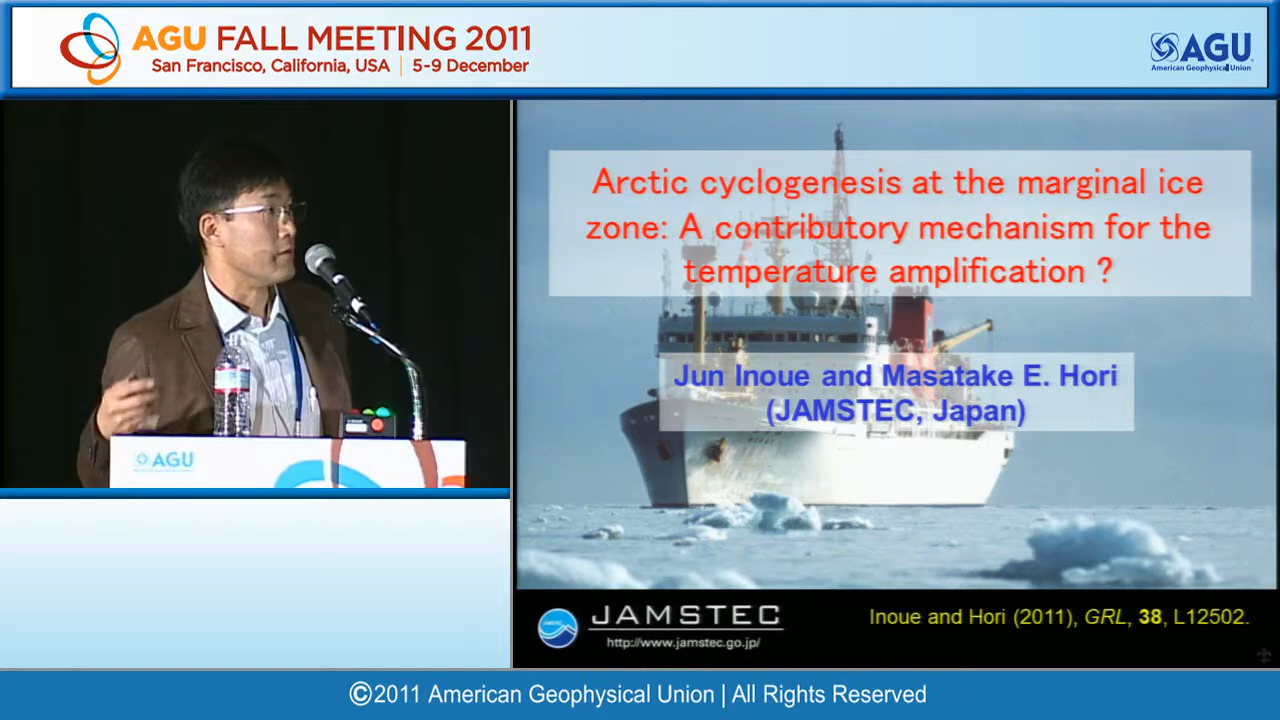 AGU FALL MEETING 2011
San Francisco, California, USA | 5-9 December
AGU
American Geophysical Union
Arctic cyclogenesis at the marginal ice
zone: A contributory mechanism for the
temperature amplification ?
Jun Inoue and Masatake E. Hori
(JAMSTEC, Japan)
AGU
JAMSTEC
http://www.jamstec.go.jp/
Inoue and Hori (2011), GRL, 38, L12502.
©2011 American Geophysical Union | All Rights Reserved